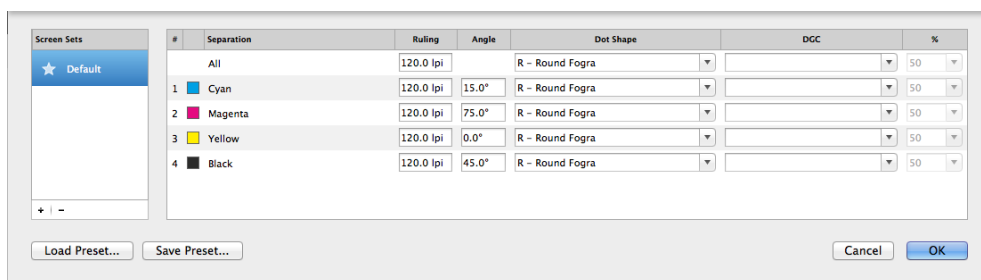 Screen Sets
Default
+ | -
# Separation Ruling Angle Dot Shape DGC %
All 120.0 lpi R - Round Fogra 50
1 Cyan 120.0 lpi 15.0° R - Round Fogra 50
2 Magenta 120.0 lpi 75.0° R - Round Fogra 50
3 Yellow 120.0 lpi 0.0° R - Round Fogra 50
4 Black 120.0 lpi 45.0° R - Round Fogra 50
Load Preset... Save Preset... Cancel OK